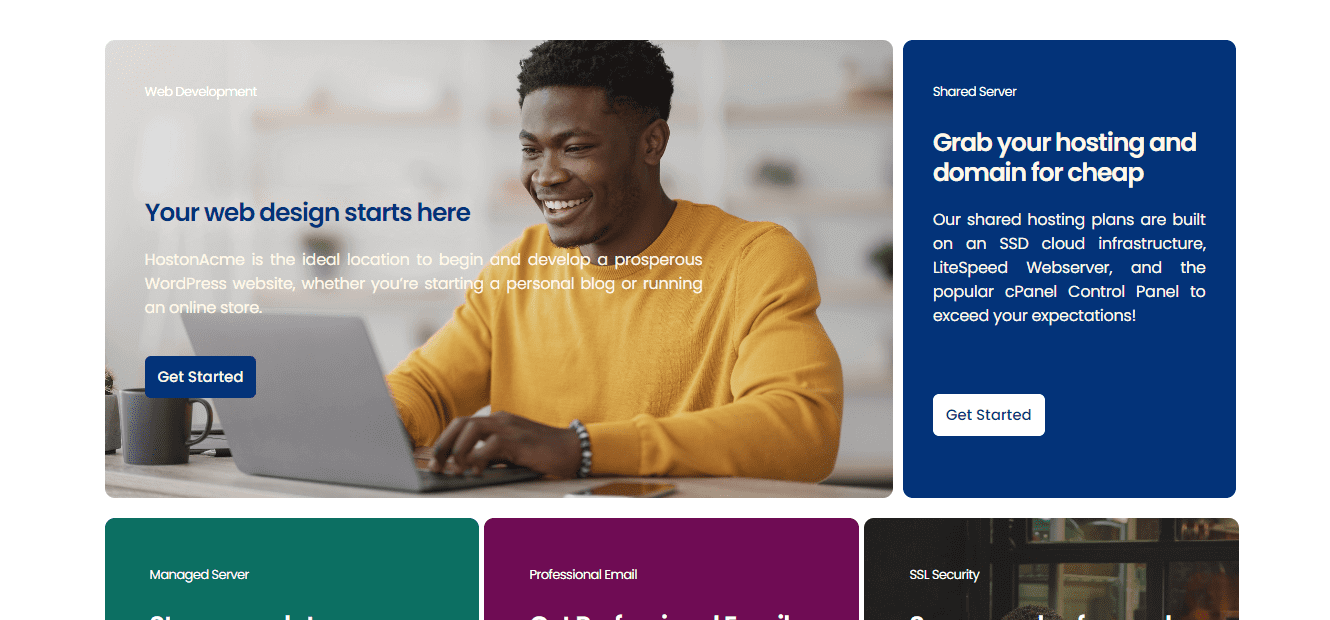 Web Development
Your web design starts here
HostonAcme is the ideal location to begin and develop a prosperous
WordPress website, whether you're starting a personal blog or running
an online store.
Get Started
Shared Server
Grab your hosting and
domain for cheap
Our shared hosting plans are built
on an SSD cloud infrastructure,
LiteSpeed Webserver, and the
popular cPanel Control Panel to
exceed your expectations!
Get Started
Managed Server
Professional Email
Get Professional Email
SSL Security